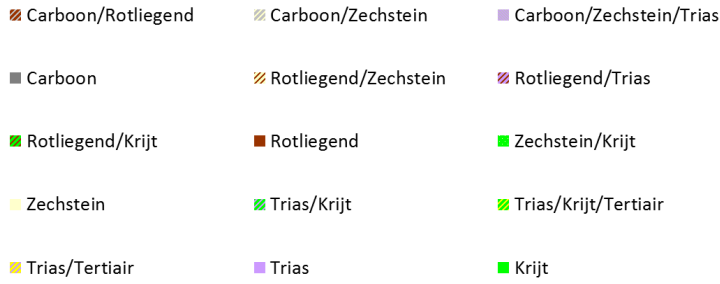 Carboon/Rotliegend Carboon/Zechstein Carboon/Zechstein/Trias
Carboon Rotliegend/Zechstein Rotliegend/Trias
Rotliegend/Krijt Rotliegend Zechstein/Krijt
Zechstein Trias/Krijt Trias/Krijt/Tertiair
Trias/Tertiair Trias Krijt